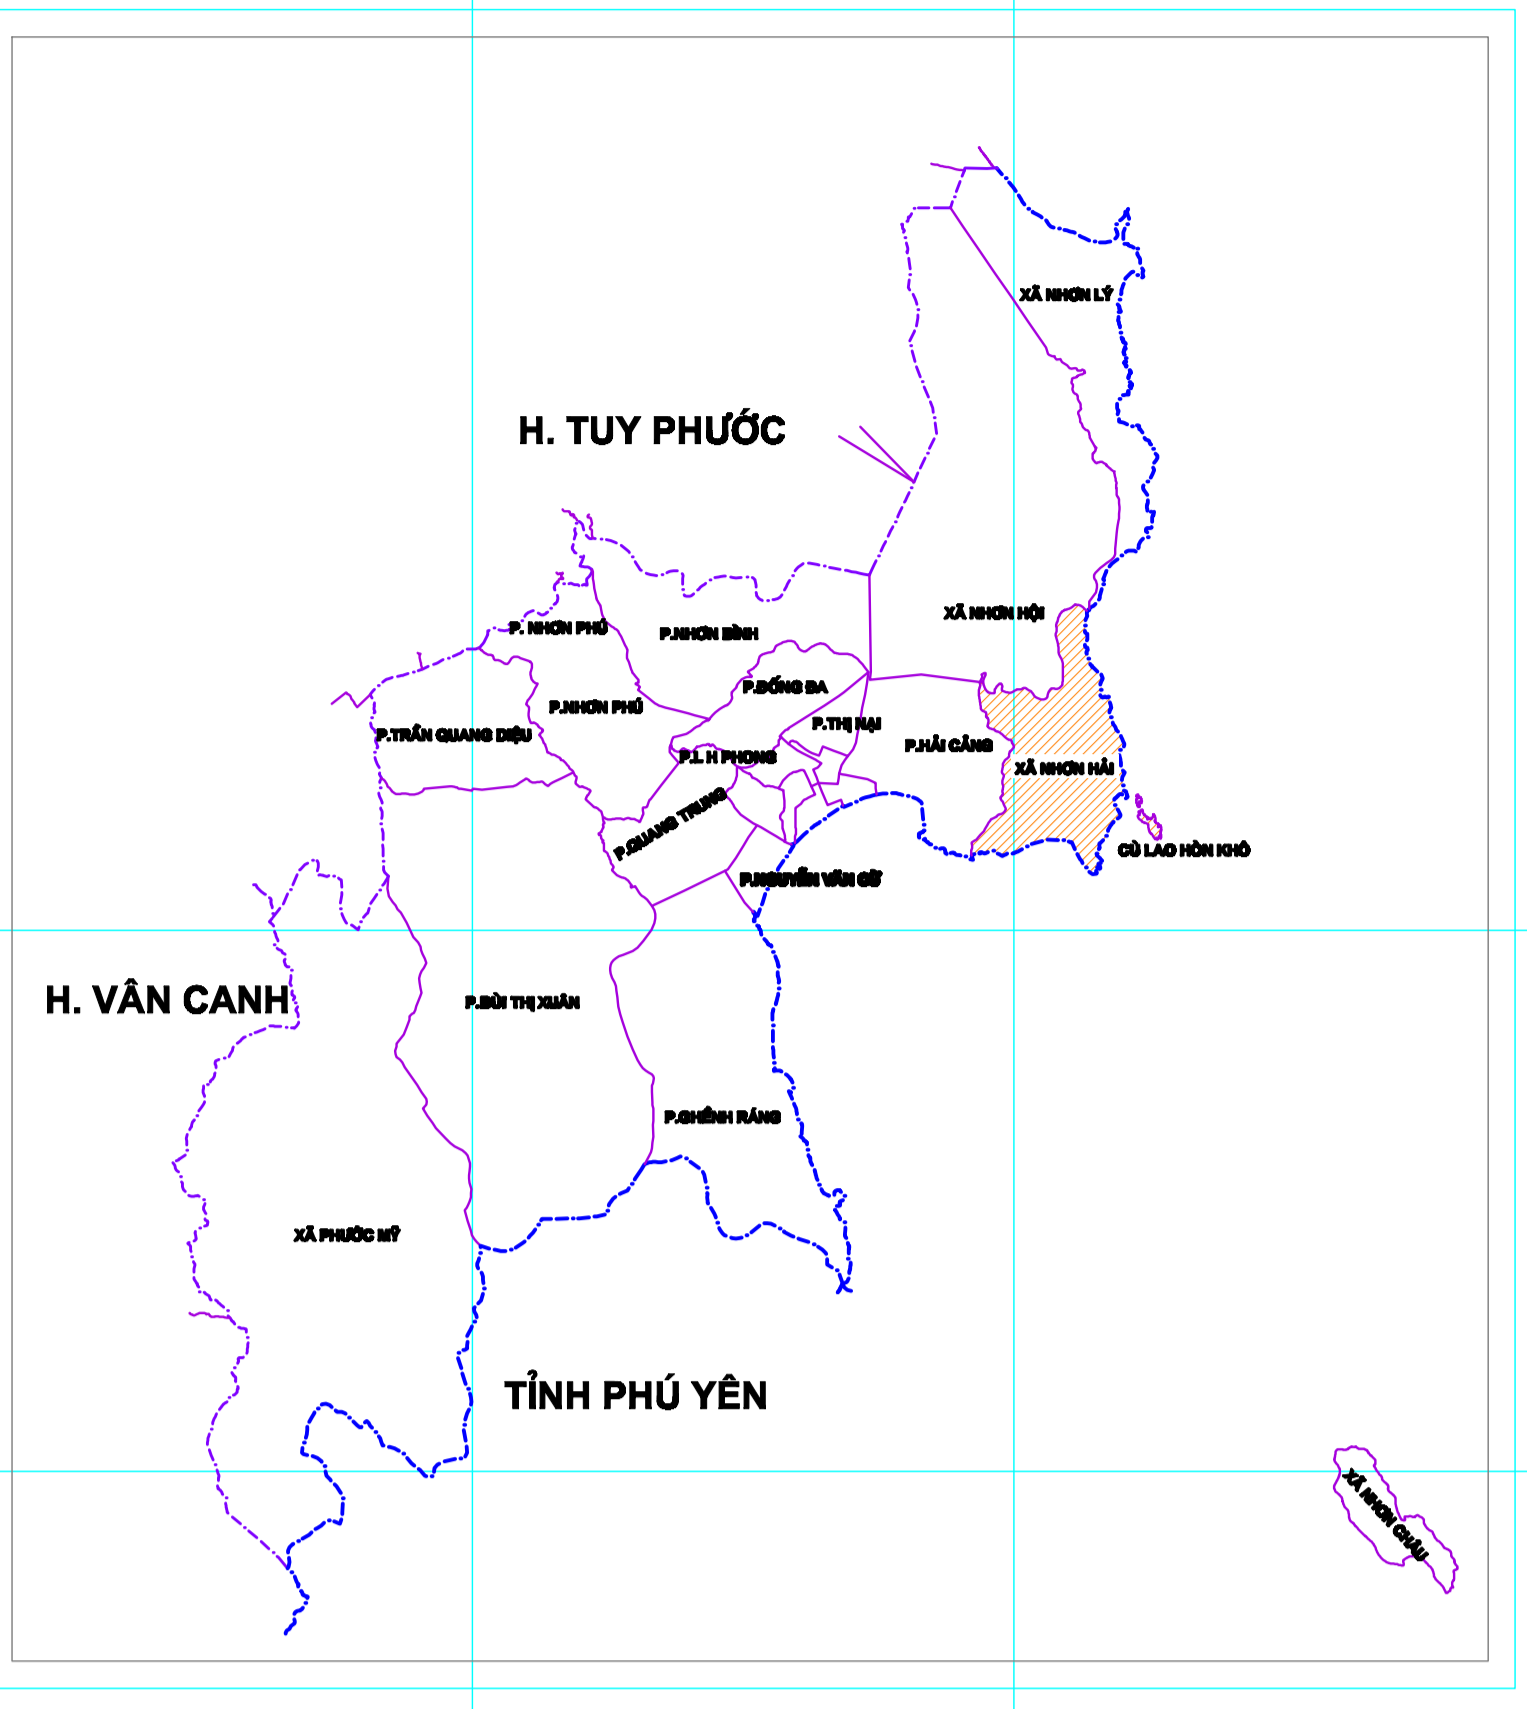 XÃ NHƠN LÝ
H. TUY PHƯỚC
XÃ NHƠN HỘI
P. NHƠN PHÚ
P.NHƠN BÌNH
P.ĐỐNG ĐA
P.NHƠN PHÚ
P.THỊ NẠI
P.TRẦN QUANG DIỆU
P.HẢI CẢNG
P.L H PHONG
XÃ NHƠN HẢI
P.QUANG TRUNG
CÙ LAO HÒN KHÔ
P.NGUYỄN VĂN CỪ
H. VÂN CANH
P.BÙI THỊ XUÂN
P.GHỀNH RÁNG
XÃ PHƯỚC MỸ
TỈNH PHÚ YÊN
XÃ NHƠN CHÂU